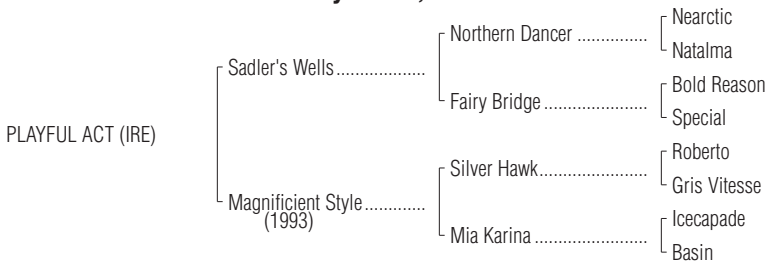 Nearctic
Northern Dancer ...............
Natalma
Sadler's Wells...................
Bold Reason
Fairy Bridge ......................
Special
PLAYFUL ACT (IRE)
Roberto
Silver Hawk.......................
Gris Vitesse
Magnificient Style.............
(1993)
Icecapade
Mia Karina ........................
Basin